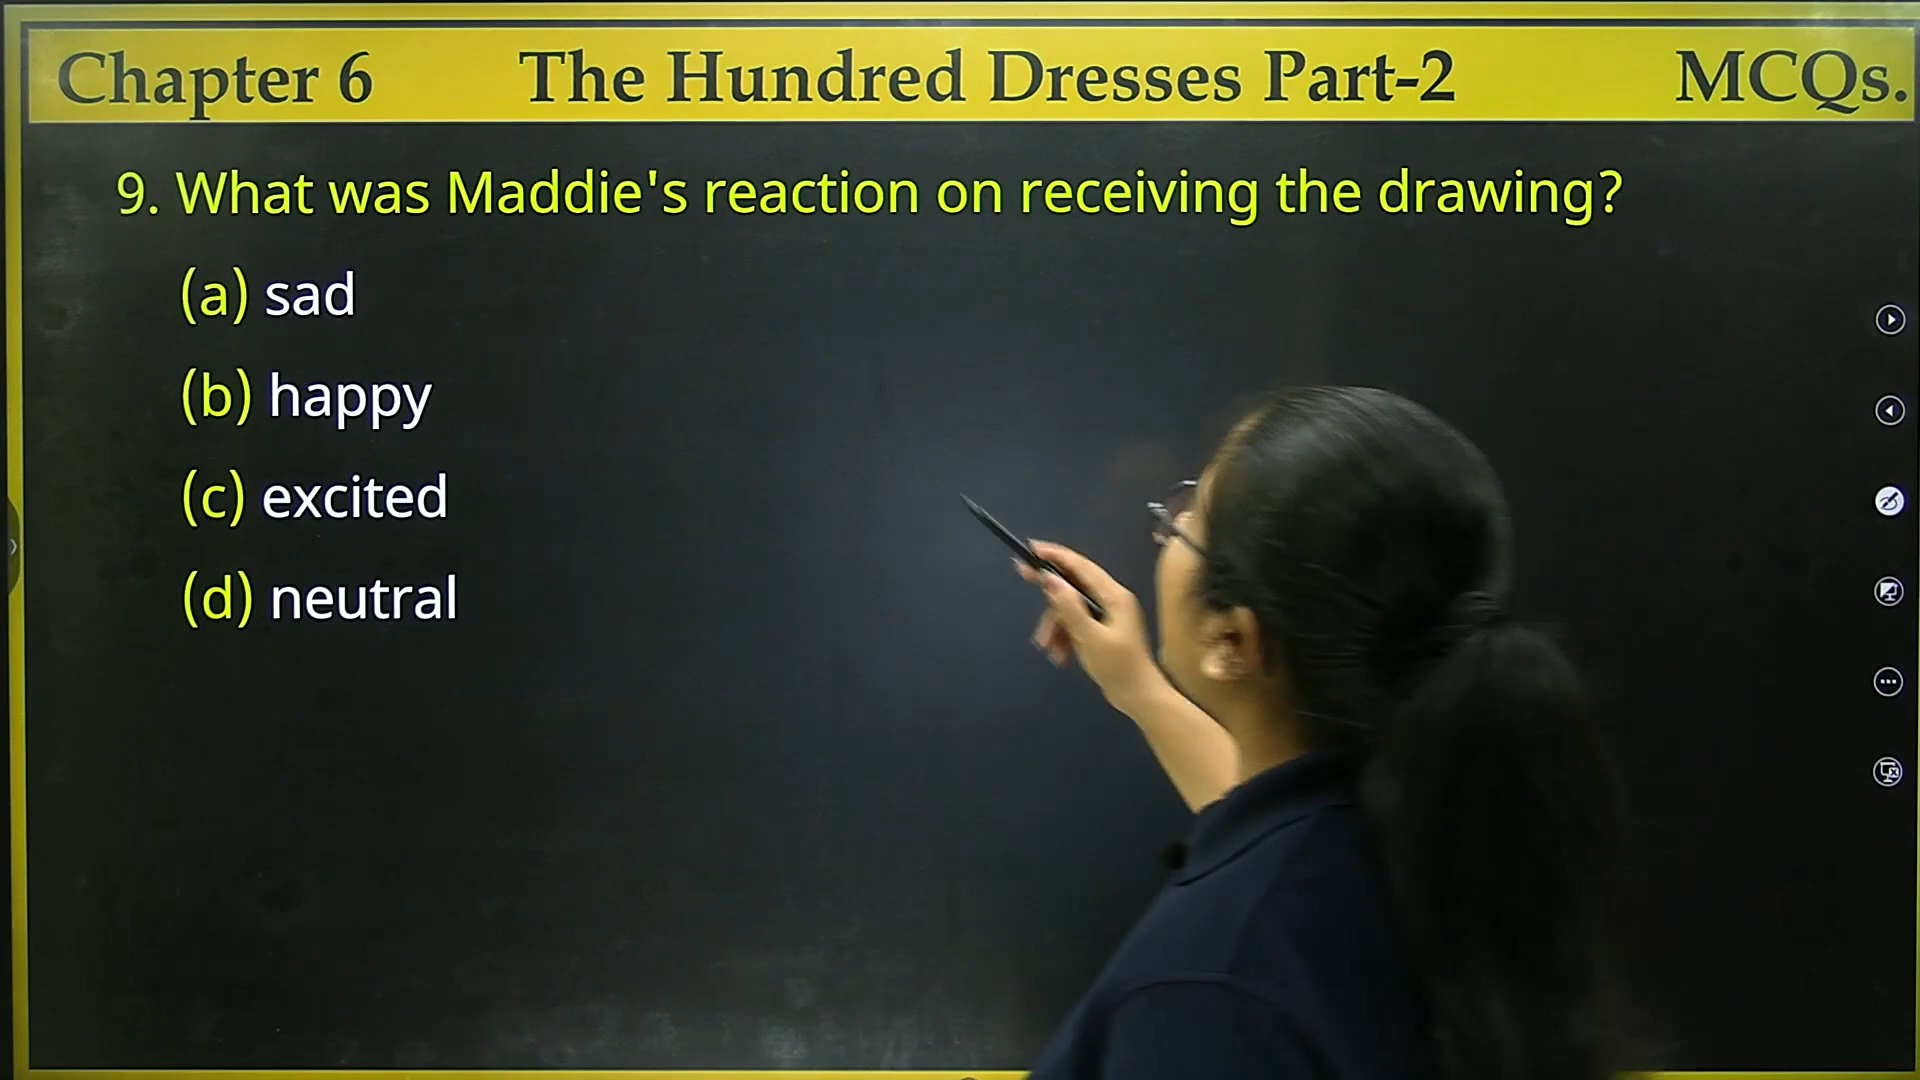 Chapter 6 The Hundred Dresses Part-2 MCQs.
9. What was Maddie's reaction on receiving the drawing?
(a) sad
(b) happy
(c) excited
(d) neutral